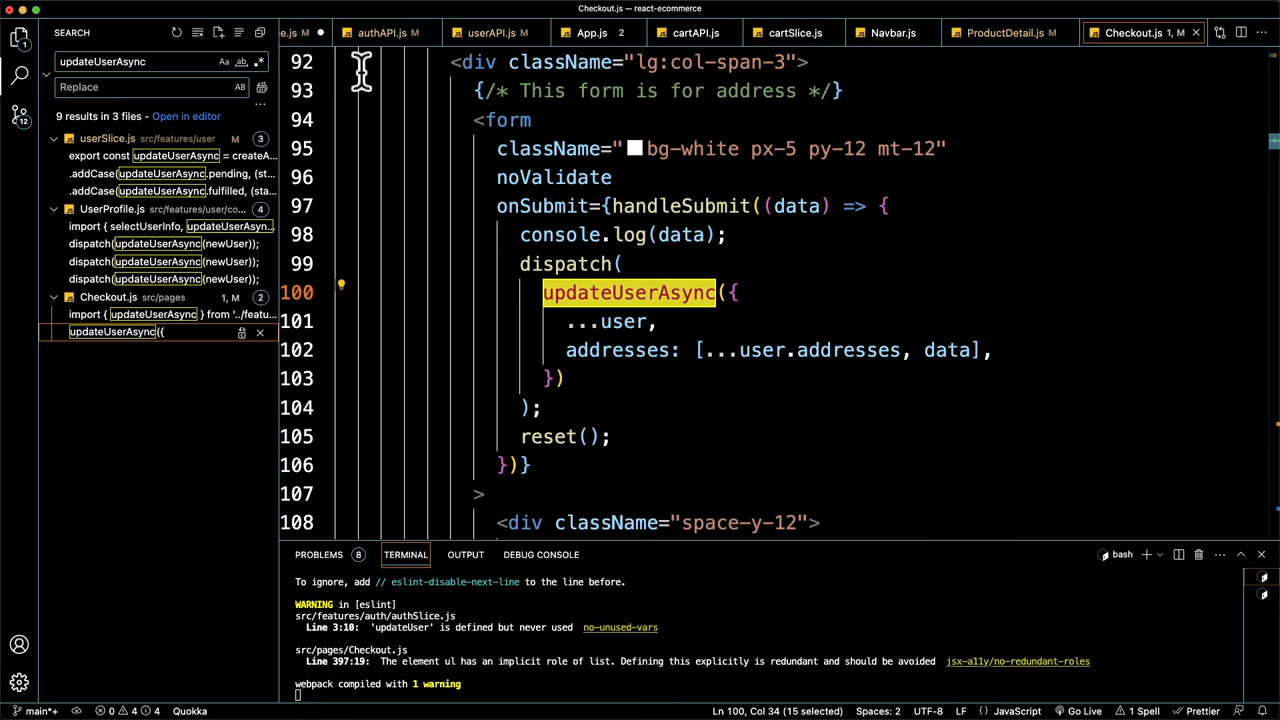 Checkout.js — react-ecommerce
SEARCH
e.js M
authAPI.js M
userAPI.js M
App.js 2
cartAPI.js
cartSlice.js
Navbar.js
ProductDetail.js M
Checkout.js 1, M
updateUserAsync
Aa ab
Replace
AB
9 results in 3 files - Open in editor
userSlice.js src/features/user M 3
export const updateUserAsync = createA...
.addCase(updateUserAsync.pending, (sta...
.addCase(updateUserAsync.fulfilled, (sta...
UserProfile.js src/features/user/co... 4
import { selectUserInfo, updateUserAsyn...
dispatch(updateUserAsync(newUser));
dispatch(updateUserAsync(newUser));
dispatch(updateUserAsync(newUser));
Checkout.js src/pages 1, M 2
import { updateUserAsync } from '../featu...
updateUserAsync({
92 <div className="lg:col-span-3">
93 {/* This form is for address */}
94 <form
95 className="bg-white px-5 py-12 mt-12"
96 noValidate
97 onSubmit={handleSubmit((data) => {
98 console.log(data);
99 dispatch(
100 updateUserAsync({
101 ...user,
102 addresses: [...user.addresses, data],
103 })
104 );
105 reset();
106 })}
107 >
108 <div className="space-y-12">
PROBLEMS 8 TERMINAL OUTPUT DEBUG CONSOLE
bash
To ignore, add // eslint-disable-next-line to the line before.
WARNING in [eslint]
src/features/auth/authSlice.js
Line 3:10: 'updateUser' is defined but never used no-unused-vars
src/pages/Checkout.js
Line 397:19: The element ul has an implicit role of list. Defining this explicitly is redundant and should be avoided jsx-a11y/no-redundant-roles
webpack compiled with 1 warning
1
12
main*+ 0 4 4 Quokka
Ln 100, Col 34 (15 selected) Spaces: 2 UTF-8 LF {} JavaScript Go Live 1 Spell Prettier